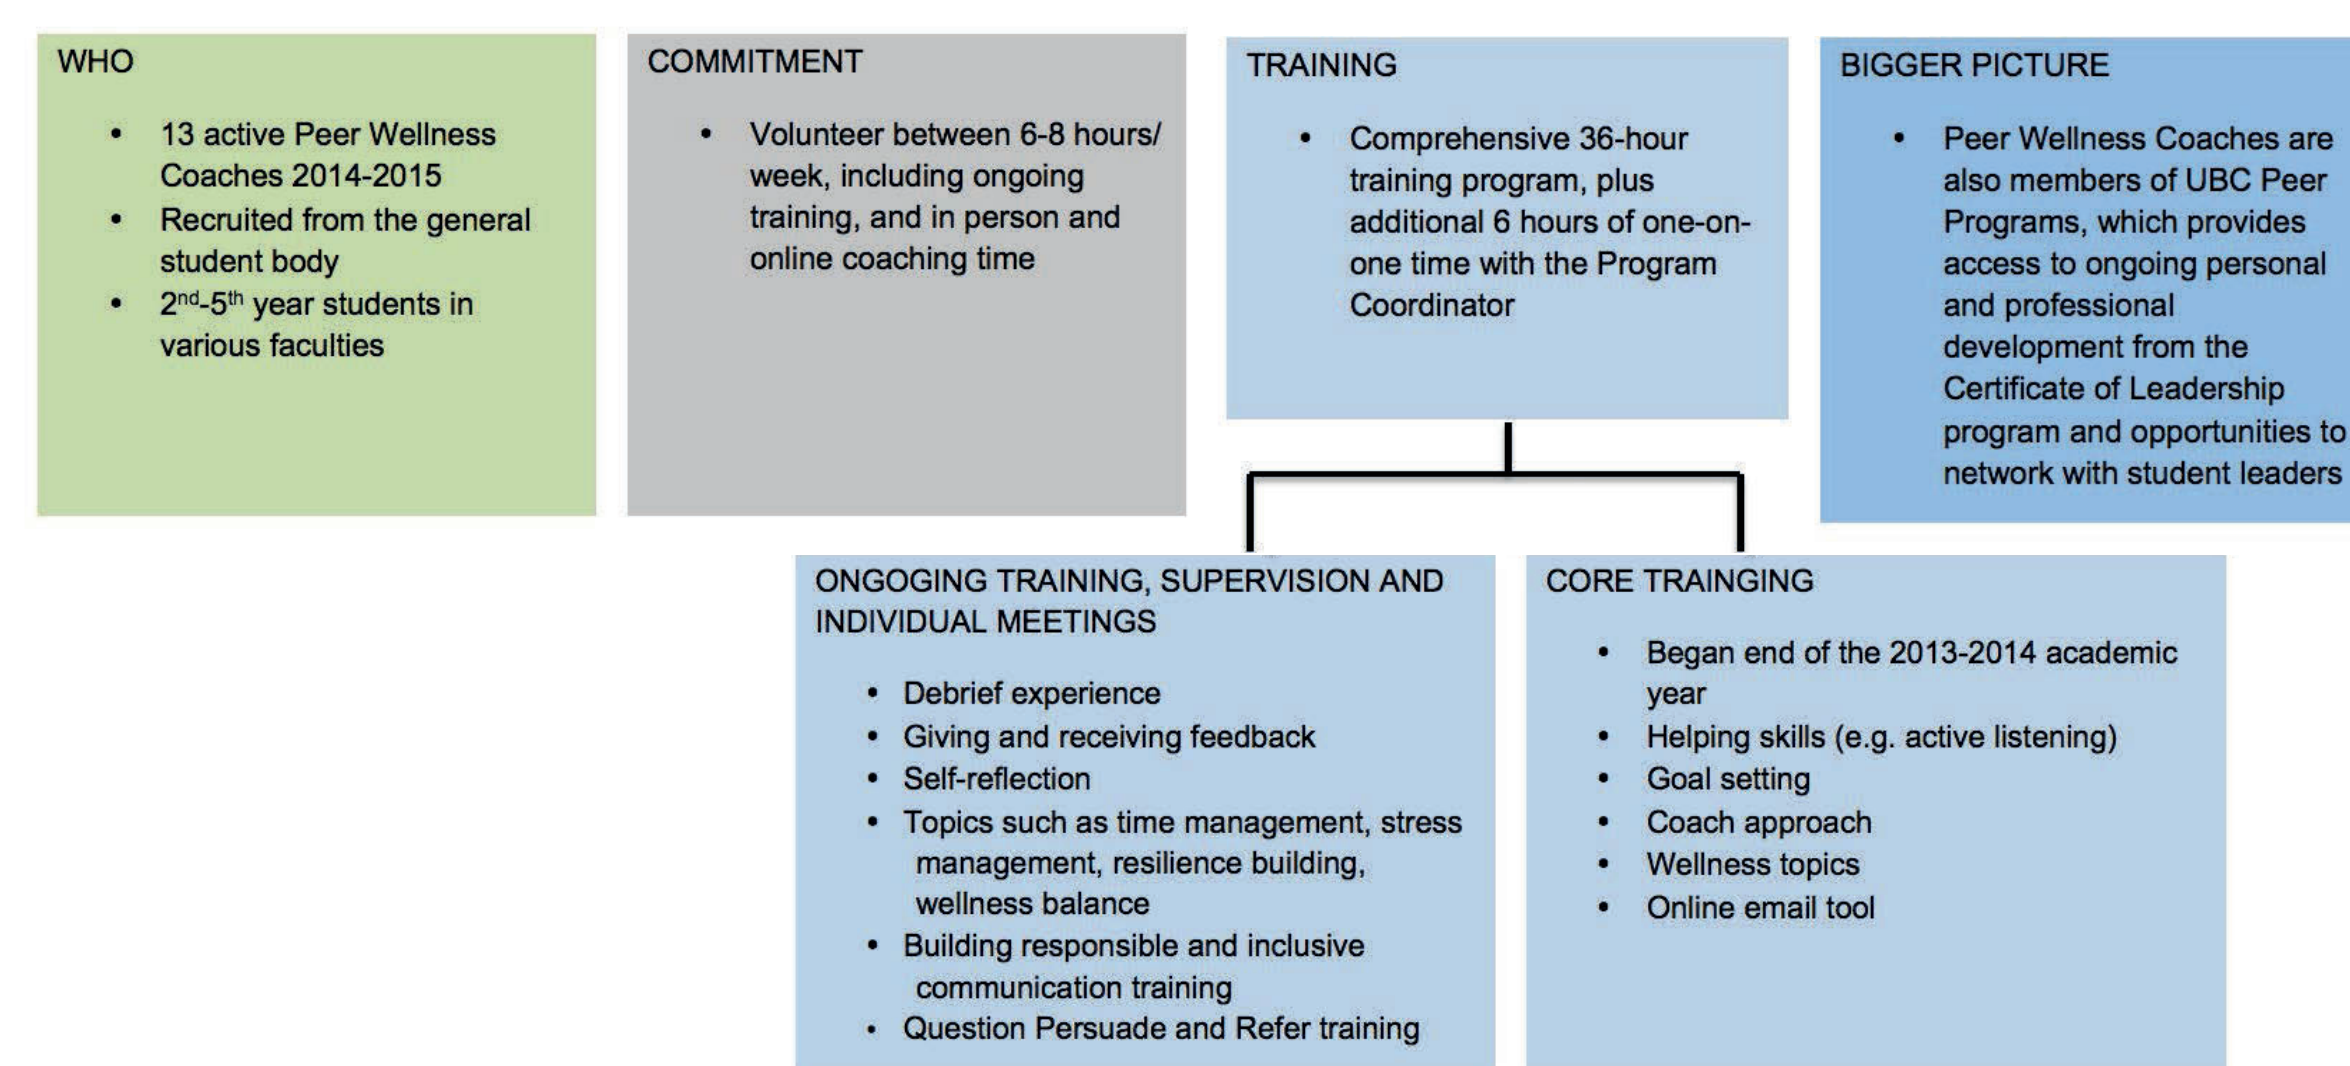 WHO
• 13 active Peer Wellness
Coaches 2014-2015
• Recruited from the general
student body
• 2nd-5th year students in
various faculties
COMMITMENT
• Volunteer between 6-8 hours/
week, including ongoing
training, and in person and
online coaching time
TRAINING
• Comprehensive 36-hour
training program, plus
additional 6 hours of one-on-
one time with the Program
Coordinator
BIGGER PICTURE
• Peer Wellness Coaches are
also members of UBC Peer
Programs, which provides
access to ongoing personal
and professional
development from the
Certificate of Leadership
program and opportunities to
network with student leaders
ONGOGING TRAINING, SUPERVISION AND
INDIVIDUAL MEETINGS
• Debrief experience
• Giving and receiving feedback
• Self-reflection
• Topics such as time management, stress
management, resilience building,
wellness balance
• Building responsible and inclusive
communication training
• Question Persuade and Refer training
CORE TRAINGING
• Began end of the 2013-2014 academic
year
• Helping skills (e.g. active listening)
• Goal setting
• Coach approach
• Wellness topics
• Online email tool